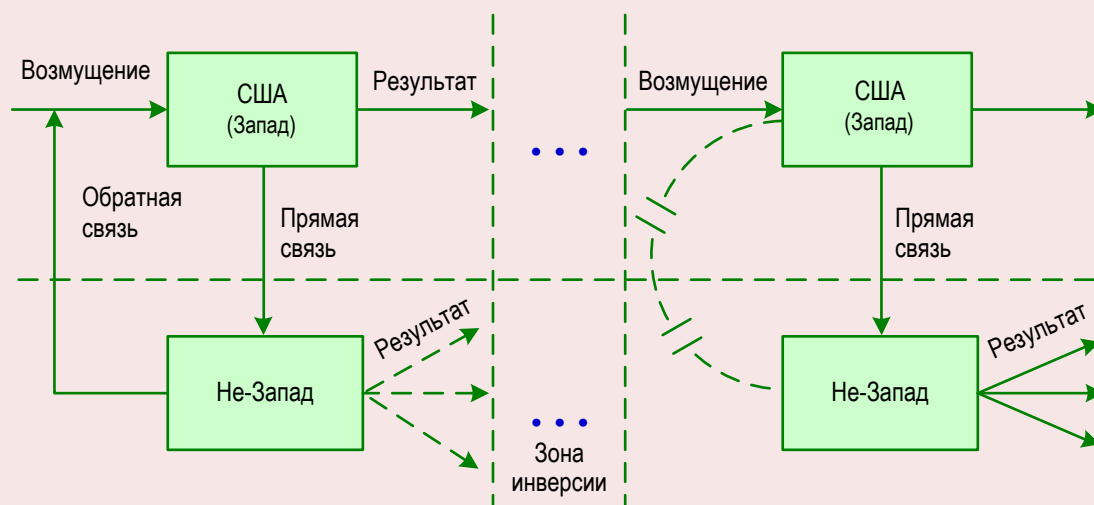 Возмущение
США
(Запад)
Результат
Обратная
связь
Прямая
связь
Результат
Не-Запад
• • •
• • •
Зона
инверсии
Возмущение
США
(Запад)
Прямая
связь
Результат
Не-Запад